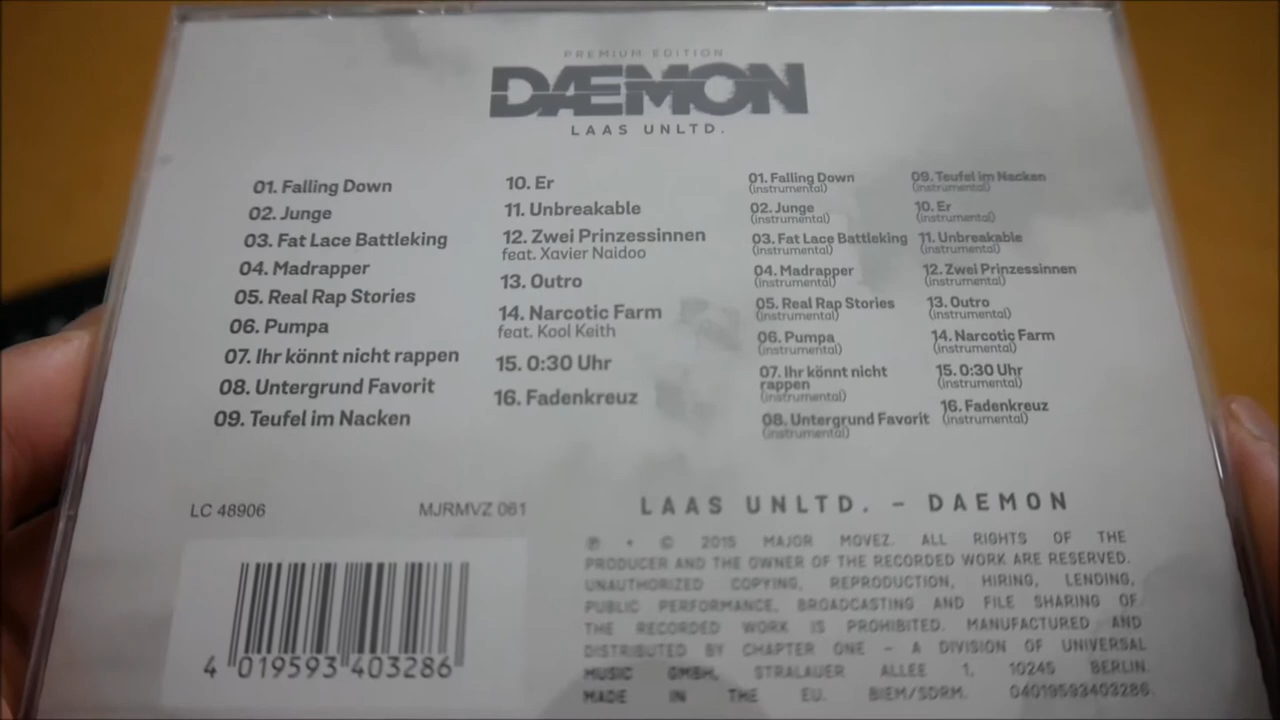 PREMIUM EDITION
DÆMON
LAAS UNLTD.
01. Falling Down
02. Junge
03. Fat Lace Battleking
04. Madrapper
05. Real Rap Stories
06. Pumpa
07. Ihr könnt nicht rappen
08. Untergrund Favorit
09. Teufel im Nacken
10. Er
11. Unbreakable
12. Zwei Prinzessinnen
feat. Xavier Naidoo
13. Outro
14. Narcotic Farm
feat. Kool Keith
15. 0:30 Uhr
16. Fadenkreuz
01. Falling Down
(instrumental)
02. Junge
(instrumental)
03. Fat Lace Battleking
(instrumental)
04. Madrapper
(instrumental)
05. Real Rap Stories
(instrumental)
06. Pumpa
(instrumental)
07. Ihr könnt nicht
rappen
(instrumental)
08. Untergrund Favorit
(instrumental)
09. Teufel im Nacken
(instrumental)
10. Er
(instrumental)
11. Unbreakable
(instrumental)
12. Zwei Prinzessinnen
(instrumental)
13. Outro
(instrumental)
14. Narcotic Farm
(instrumental)
15. 0:30 Uhr
(instrumental)
16. Fadenkreuz
(instrumental)
LC 48906
MJRMVZ 061
4 019593 403286
LAAS UNLTD. – DAEMON
℗ + © 2015 MAJOR MOVEZ. ALL RIGHTS OF THE
PRODUCER AND THE OWNER OF THE RECORDED WORK ARE RESERVED.
UNAUTHORIZED COPYING, REPRODUCTION, HIRING, LENDING,
PUBLIC PERFORMANCE, BROADCASTING AND FILE SHARING OF
THE RECORDED WORK IS PROHIBITED. MANUFACTURED AND
DISTRIBUTED BY CHAPTER ONE – A DIVISION OF UNIVERSAL
MUSIC GMBH, STRALAUER ALLEE 1, 10245 BERLIN.
MADE IN THE EU. BIEM/SDRM. 04019593403286.